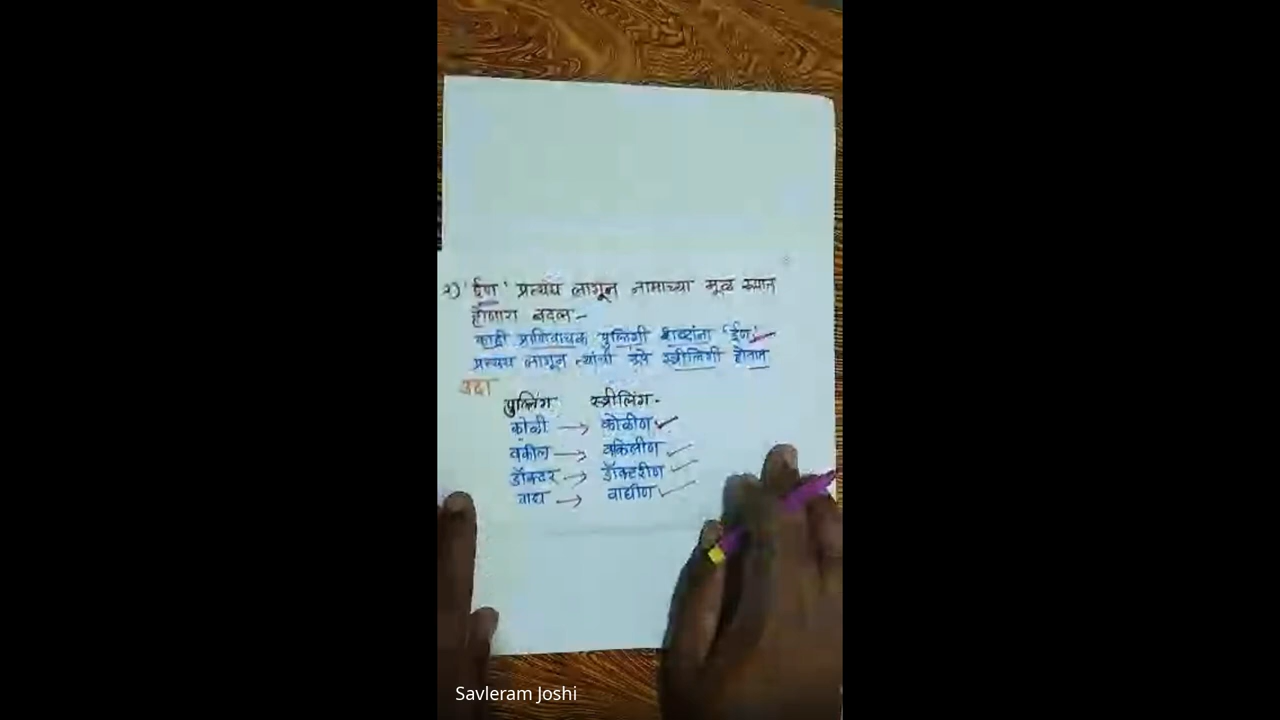 २) 'ईण' प्रत्यय लागून नामाच्या मूळ रूपात
होणारा बदल-
काही प्राणिवाचक पुल्लिंगी शब्दांना 'ईण'
प्रत्यय लागून त्यांची रूपे स्त्रीलिंगी होतात
उदा
पुल्लिंग स्त्रीलिंग-
कोळी → कोळीण
वकील → वकिलीण
डॉक्टर → डॉक्टरीण
वाघ → वाघीण
Savleram Joshi